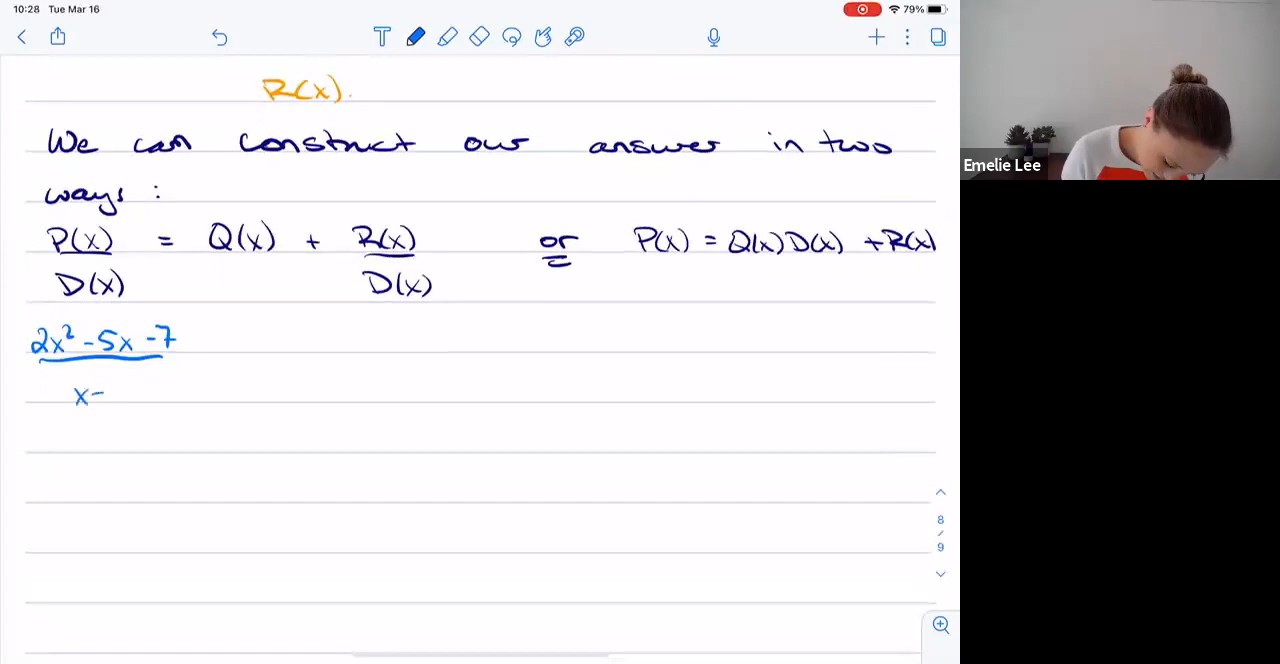 10:28 Tue Mar 16
79%
R(x).
We can construct our answer in two
ways :
P(x) = Q(x) + R(x) or P(x) = Q(x)D(x) + R(x)
D(x) D(x)
2x² - 5x - 7
x -
Emelie Lee
8
/
9